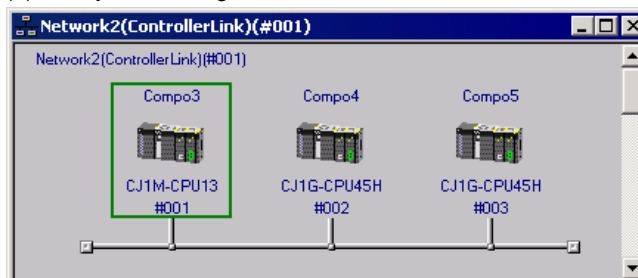 Network2(ControllerLink)(#001)
Network2(ControllerLink)(#001)
Compo3 Compo4 Compo5
CJ1M-CPU13 CJ1G-CPU45H CJ1G-CPU45H
#001 #002 #003